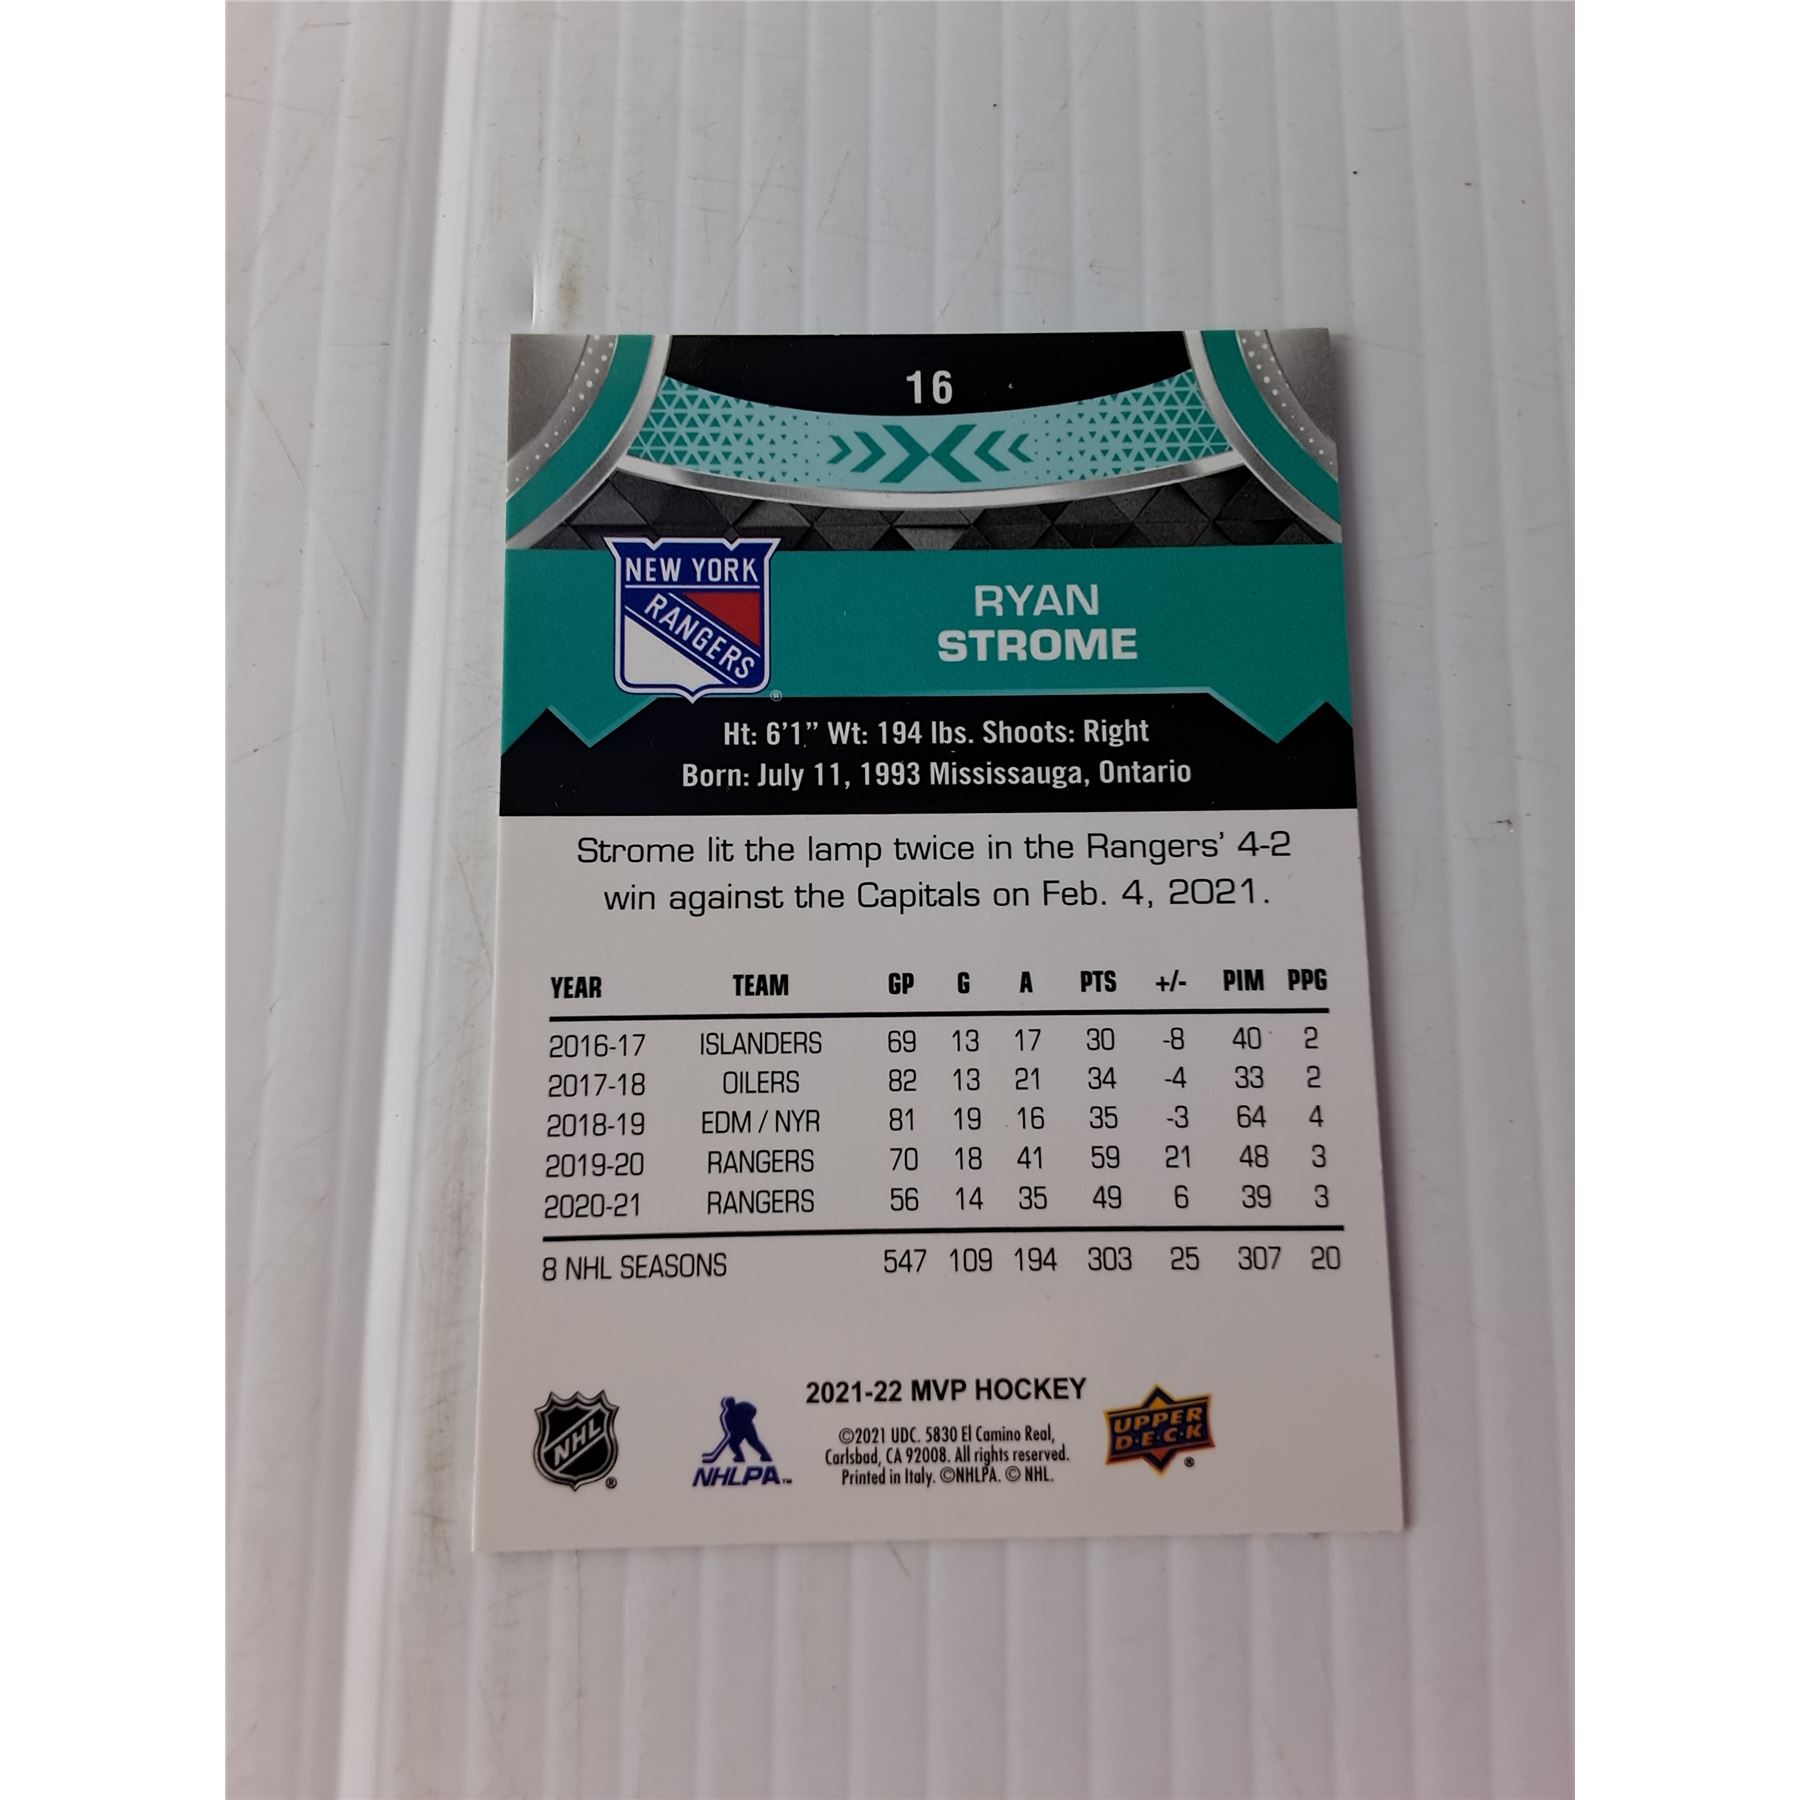 16
NEW YORK
RANGERS
®
RYAN
STROME
Ht: 6'1" Wt: 194 lbs. Shoots: Right
Born: July 11, 1993 Mississauga, Ontario
Strome lit the lamp twice in the Rangers' 4-2
win against the Capitals on Feb. 4, 2021.
YEAR TEAM GP G A PTS +/- PIM PPG
2016-17 ISLANDERS 69 13 17 30 -8 40 2
2017-18 OILERS 82 13 21 34 -4 33 2
2018-19 EDM / NYR 81 19 16 35 -3 64 4
2019-20 RANGERS 70 18 41 59 21 48 3
2020-21 RANGERS 56 14 35 49 6 39 3
8 NHL SEASONS 547 109 194 303 25 307 20
NHL ®
NHLPA™
2021-22 MVP HOCKEY
©2021 UDC. 5830 El Camino Real,
Carlsbad, CA 92008. All rights reserved.
Printed in Italy. ©NHLPA. © NHL.
UPPER
D·E·C·K
®